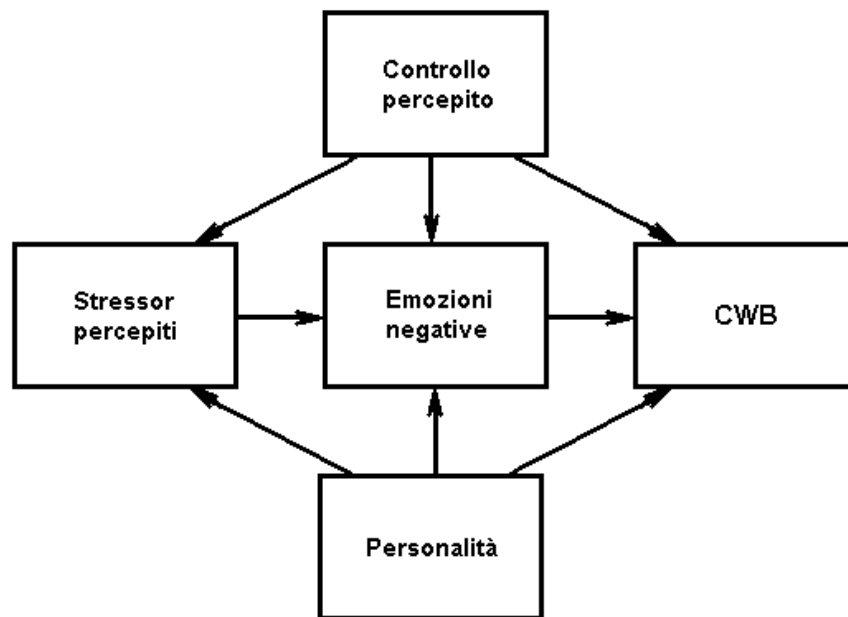 Controllo
percepito
Stressor
percepiti
Emozioni
negative
CWB
Personalità